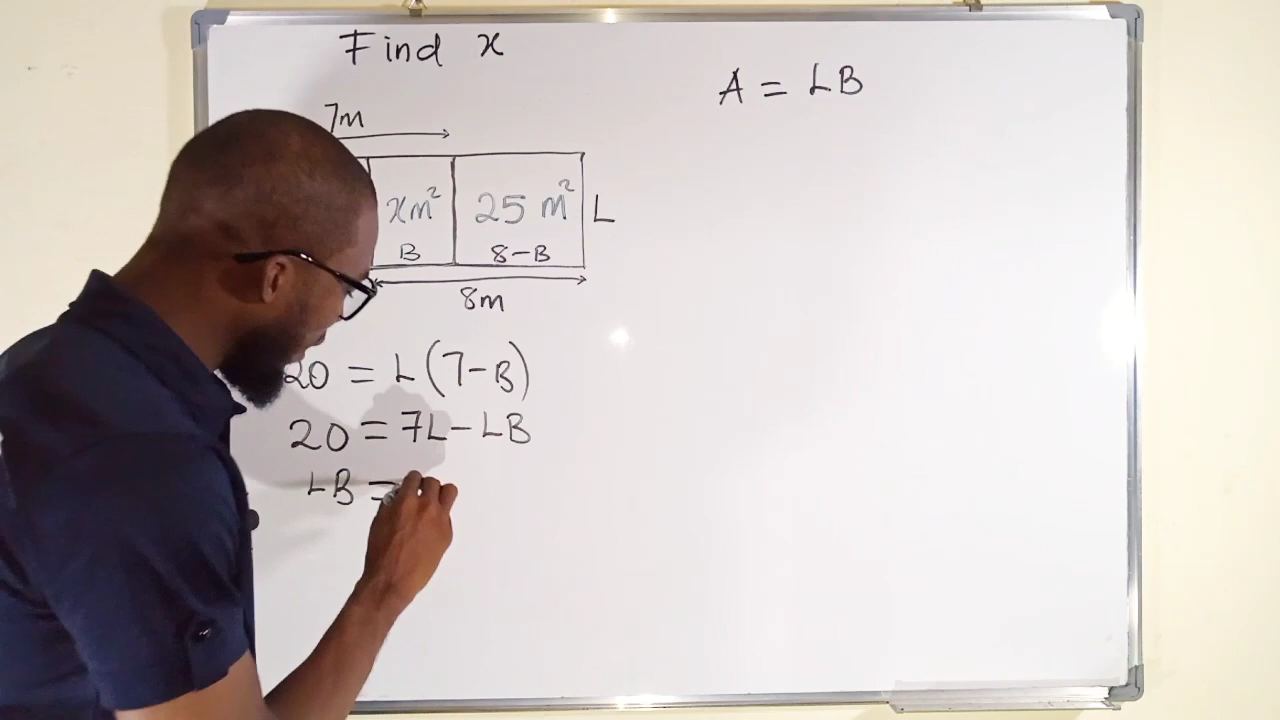 Find x
A = LB
7m
xm² 25 m² L
B 8-B
8m
20 = L(7-B)
20 = 7L-LB
LB =